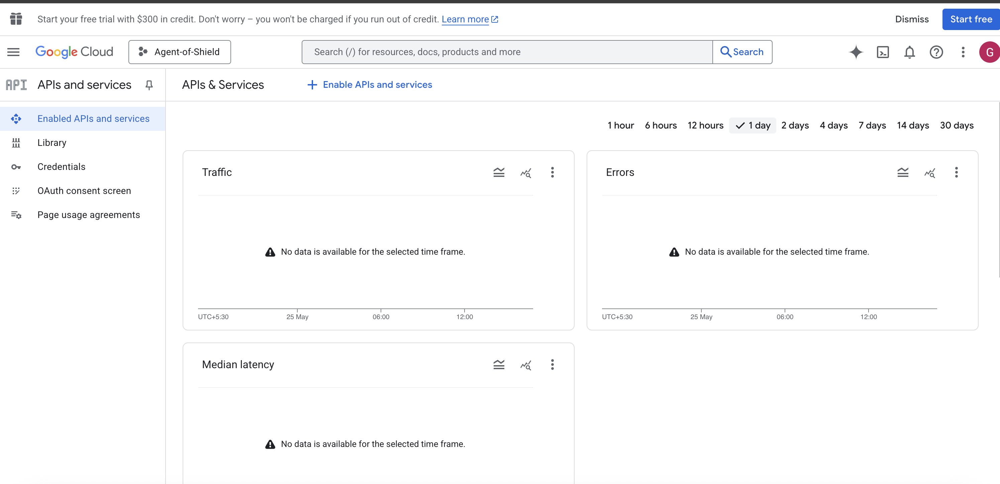 Start your free trial with $300 in credit. Don't worry – you won't be charged if you run out of credit. Learn more
Dismiss
Start free
Google Cloud
Agent-of-Shield
Search (/) for resources, docs, products and more
Search
G
API
APIs and services
APIs & Services
Enable APIs and services
Enabled APIs and services
Library
Credentials
OAuth consent screen
Page usage agreements
1 hour 6 hours 12 hours 1 day 2 days 4 days 7 days 14 days 30 days
Traffic
No data is available for the selected time frame.
UTC+5:30 25 May 06:00 12:00
Errors
No data is available for the selected time frame.
UTC+5:30 25 May 06:00 12:00
Median latency
No data is available for the selected time frame.